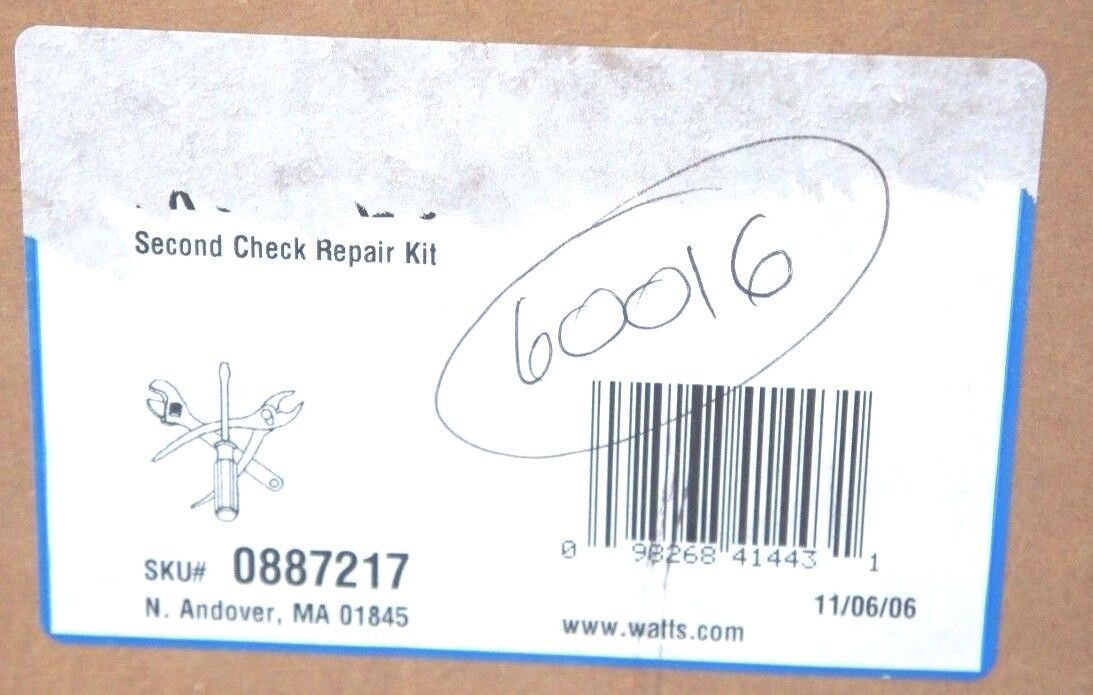 Second Check Repair Kit
60016
0 98268 41443 1
SKU# 0887217
N. Andover, MA 01845
11/06/06
www.watts.com